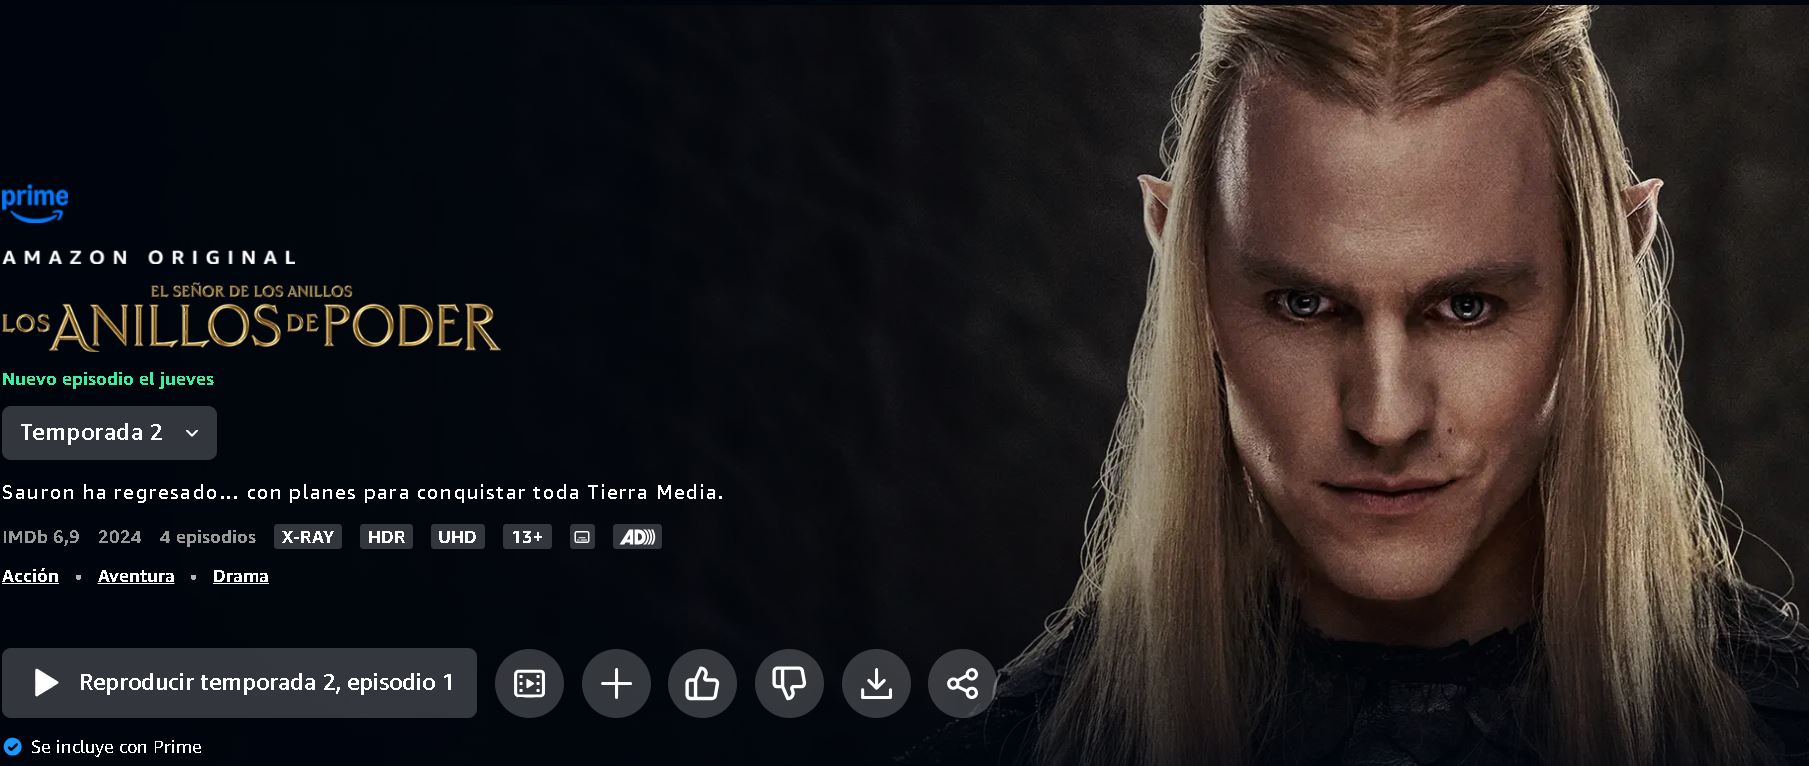 prime
AMAZON ORIGINAL
EL SEÑOR DE LOS ANILLOS
LOS ANILLOS DE PODER
Nuevo episodio el jueves
Temporada 2
Sauron ha regresado... con planes para conquistar toda Tierra Media.
IMDb 6,9 2024 4 episodios X-RAY HDR UHD 13+ AD)))
Acción • Aventura • Drama
Reproducir temporada 2, episodio 1
Se incluye con Prime